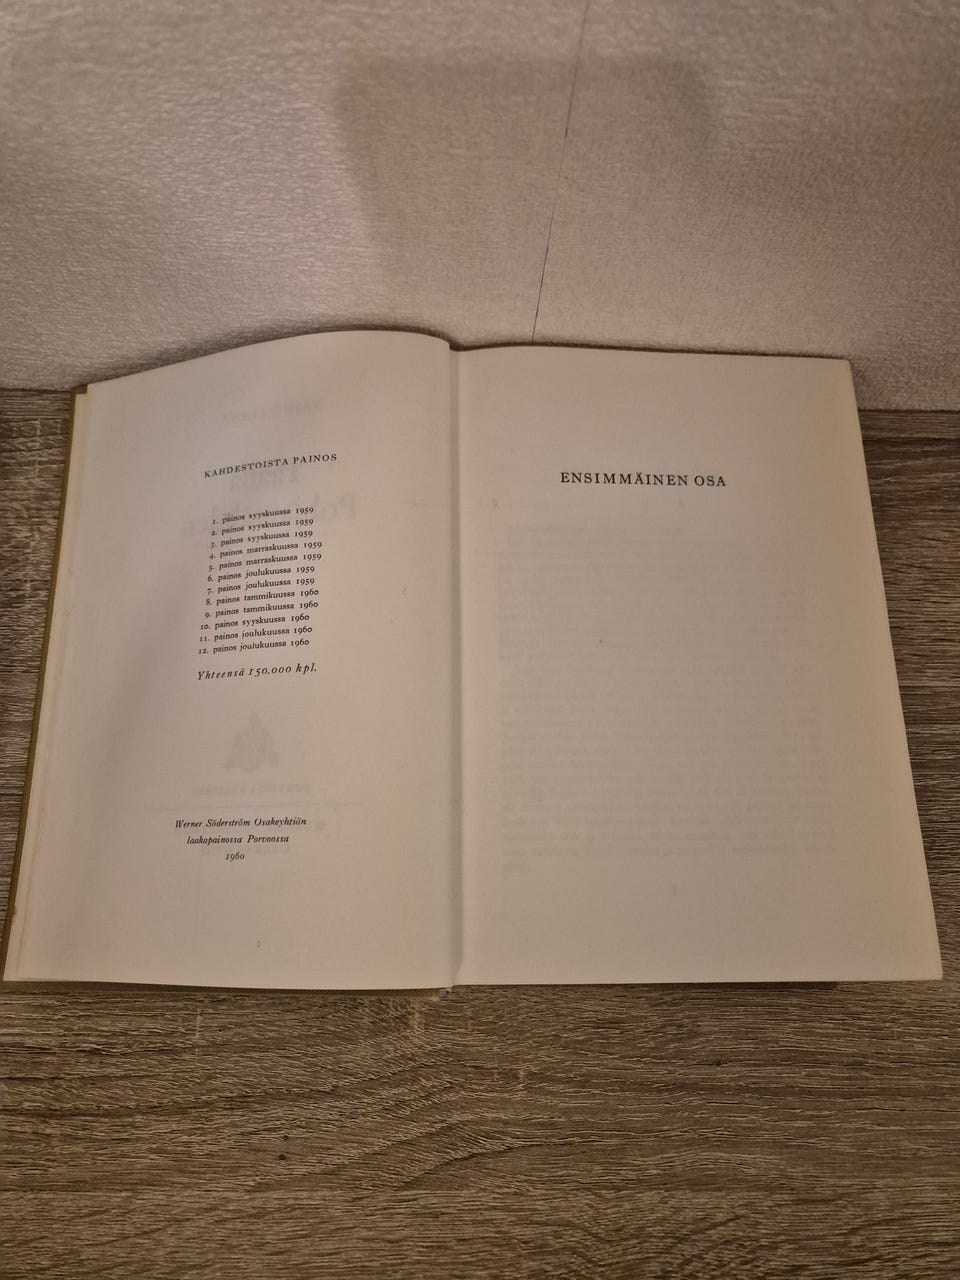 KAHDESTOISTA PAINOS
1. painos syyskuussa 1959
2. painos syyskuussa 1959
3. painos syyskuussa 1959
4. painos marraskuussa 1959
5. painos marraskuussa 1959
6. painos joulukuussa 1959
7. painos joulukuussa 1959
8. painos tammikuussa 1960
9. painos tammikuussa 1960
10. painos syyskuussa 1960
11. painos joulukuussa 1960
12. painos joulukuussa 1960
Yhteensä 150.000 kpl.
Werner Söderström Osakeyhtiön
laakapainossa Porvoossa
1960
ENSIMMÄINEN OSA